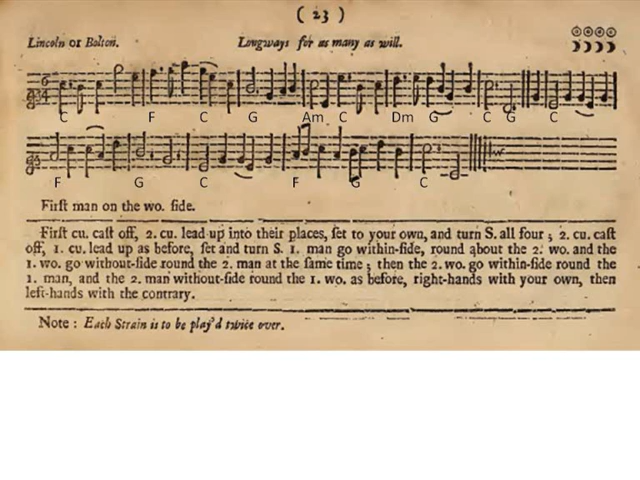 ( 23 )
Lincoln or Bolton. Longways for as many as will.
C F C G Am C Dm G C G C
F G C F G C
First man on the wo. side.
First cu. cast off, 2. cu. lead up into their places, set to your own, and turn S. all four ; 2. cu. cast
off, 1. cu. lead up as before, set and turn S. 1. man go within-side, round about the 2. wo. and the
1. wo. go without-side round the 2. man at the same time ; then the 2. wo. go within-side round the
1. man, and the 2. man without-side round the 1. wo. as before, right-hands with your own, then
left-hands with the contrary.
Note : Each Strain is to be play'd twice over.